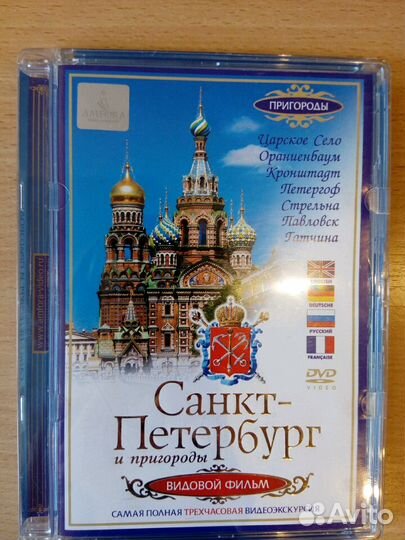 АМФОРА
ПРИГОРОДЫ
Царское Село
Ораниенбаум
Кронштадт
Петергоф
Стрельна
Павловск
Гатчина
ENGLISH
DEUTSCHE
РУССКИЙ
FRANÇAISE
DVD
VIDEO
Санкт-
Петербург
и пригороды
ВИДОВОЙ ФИЛЬМ
САМАЯ ПОЛНАЯ ТРЕХЧАСОВАЯ ВИДЕОЭКСКУРСИЯ
Avito